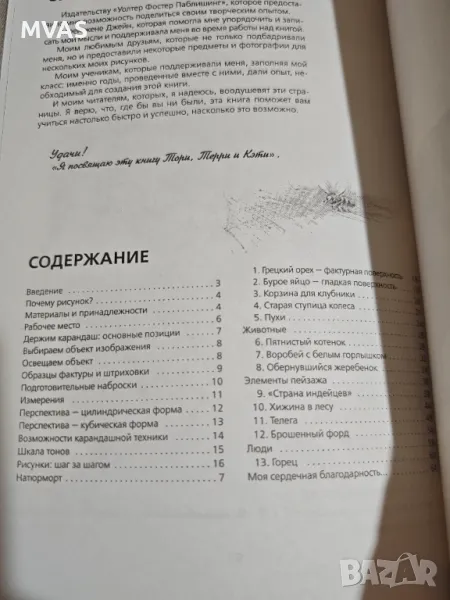 MVAS
Издательству «Уолтер Фостер Паблишинг», которое предоста-
возможность поделиться своим творческим опытом.
жене Джейн, которая помогла мне упорядочить и запи-
сать мои мысли и поддерживала меня во время работы над книгой.
Моим любимым друзьям, которые не только подбадривали
меня, но и предоставили некоторые предметы и фотографии для
нескольких моих рисунков.
Моим ученикам, которые поддерживали меня, заполняя мой
класс: именно годы, проведенные вместе с ними, дали опыт, не-
обходимый для создания этой книги.
И моим читателям, которых, я надеюсь, воодушевят эти стра-
ницы. Я верю, что, где бы вы ни были, эта книга поможет вам
учиться настолько быстро и успешно, насколько это возможно.
Удачи!
«Я посвящаю эту книгу Тори, Терри и Кэти».
СОДЕРЖАНИЕ
Введение 3
Почему рисунок? 4
Материалы и принадлежности 4
Рабочее место 6
Держим карандаш: основные позиции 7
Выбираем объект изображения 8
Освещаем объект 8
Образцы фактуры и штриховки 9
Подготовительные наброски 10
Измерения 11
Перспектива – цилиндрическая форма 12
Перспектива – кубическая форма 13
Возможности карандашной техники 14
Шкала тонов 15
Рисунки: шаг за шагом 16
Натюрморт 7
1. Грецкий орех – фактурная поверхность
2. Бурое яйцо – гладкая поверхность
3. Корзина для клубники
4. Старая ступица колеса
5. Пухи
Животные
6. Пятнистый котенок
7. Воробей с белым горлышком
8. Обернувшийся жеребенок
Элементы пейзажа
9. «Страна индейцев»
10. Хижина в лесу
11. Телега
12. Брошенный форд
Люди
13. Горец
Моя сердечная благодарность
bazar.bg